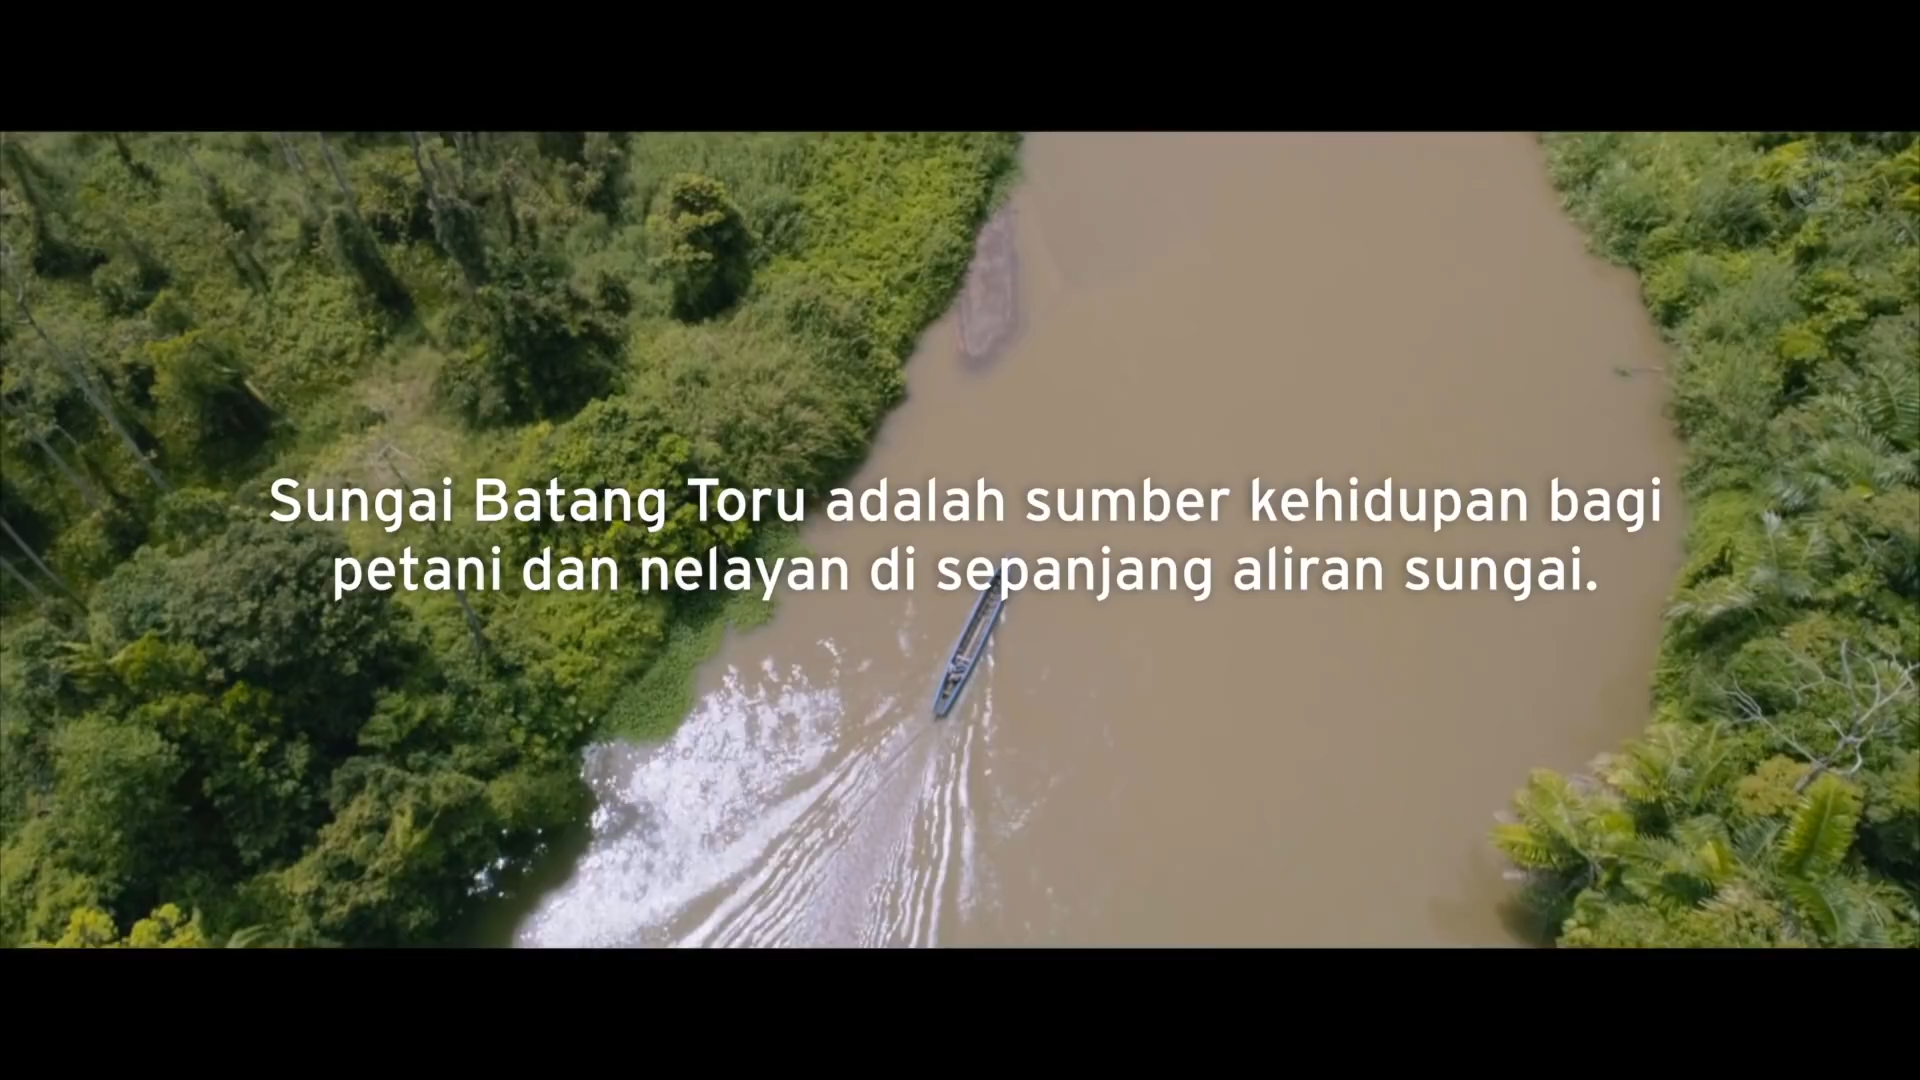 Sungai Batang Toru adalah sumber kehidupan bagi
petani dan nelayan di sepanjang aliran sungai.